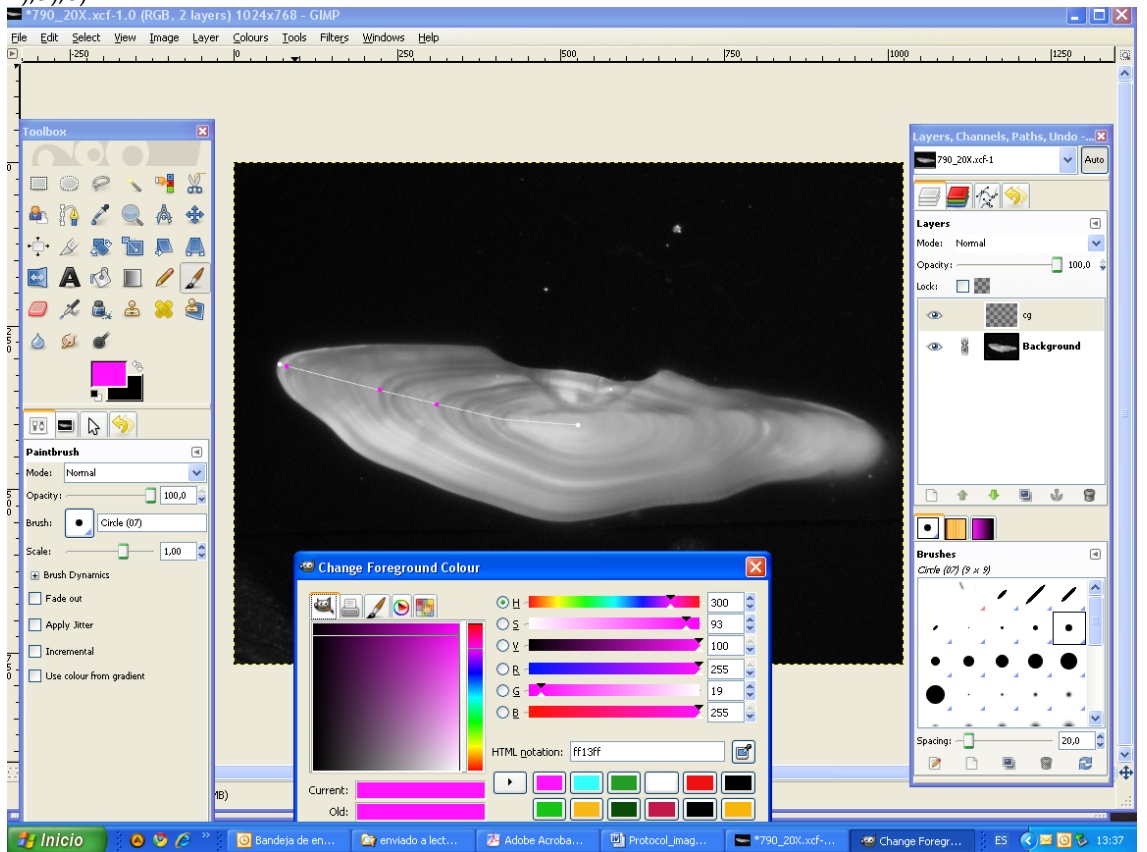 *790_20X.xcf-1.0 (RGB, 2 layers) 1024x768 - GIMP
File Edit Select View Image Layer Colours Tools Filters Windows Help
-250 0 250 500 750 1000 1250
Toolbox
Paintbrush
Mode: Normal
Opacity: 100,0
Brush: Circle (07)
Scale: 1,00
Brush Dynamics
Fade out
Apply Jitter
Incremental
Use colour from gradient
Layers, Channels, Paths, Undo -...
790_20X.xcf-1 Auto
Layers
Mode: Normal
Opacity: 100,0
Lock:
cg
Background
Brushes
Circle (07) (9 × 9)
Spacing: 20,0
Change Foreground Colour
H 300
S 93
V 100
R 255
G 19
B 255
HTML notation: ff13ff
Current:
Old:
MB)
Inicio Bandeja de en... enviado a lect... Adobe Acroba... Protocol_imag... *790_20X.xcf-... Change Foregr... ES 13:37